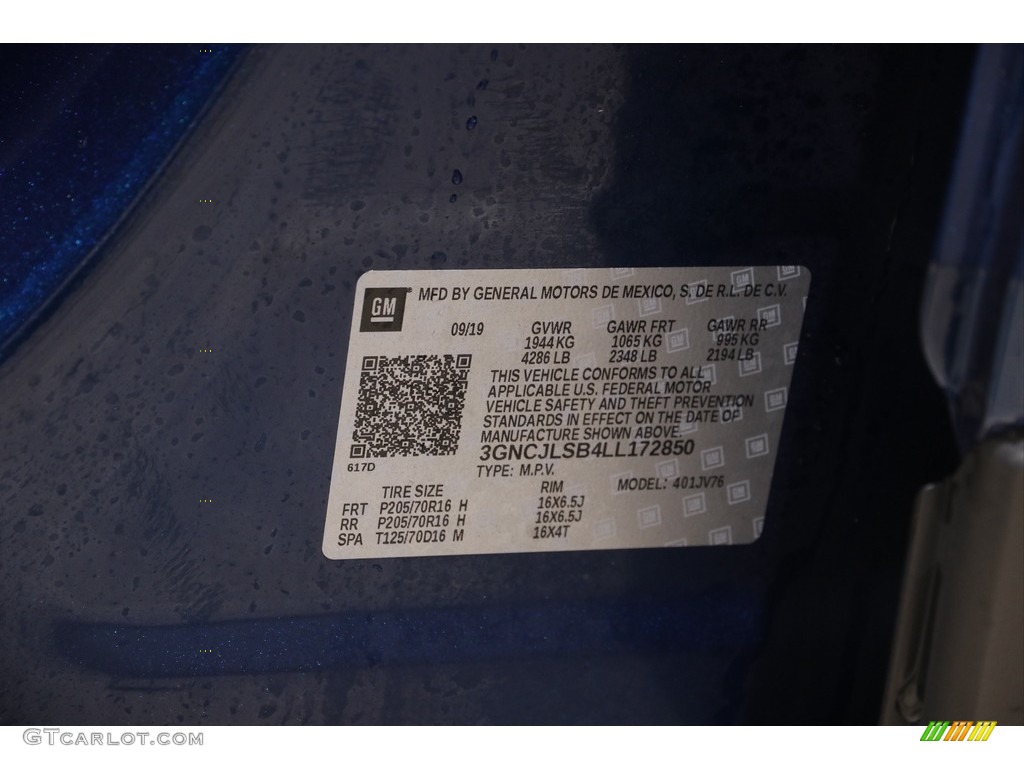 GM
MFD BY GENERAL MOTORS DE MEXICO, S. DE R.L. DE C.V.
09/19 GVWR GAWR FRT GAWR RR
1944 KG 1065 KG 995 KG
4286 LB 2348 LB 2194 LB
THIS VEHICLE CONFORMS TO ALL
APPLICABLE U.S. FEDERAL MOTOR
VEHICLE SAFETY AND THEFT PREVENTION
STANDARDS IN EFFECT ON THE DATE OF
MANUFACTURE SHOWN ABOVE.
3GNCJLSB4LL172850
617D
TYPE: M.P.V.
MODEL: 401JV76
TIRE SIZE RIM
FRT P205/70R16 H 16X6.5J
RR P205/70R16 H 16X6.5J
SPA T125/70D16 M 16X4T
GTCarlot.com